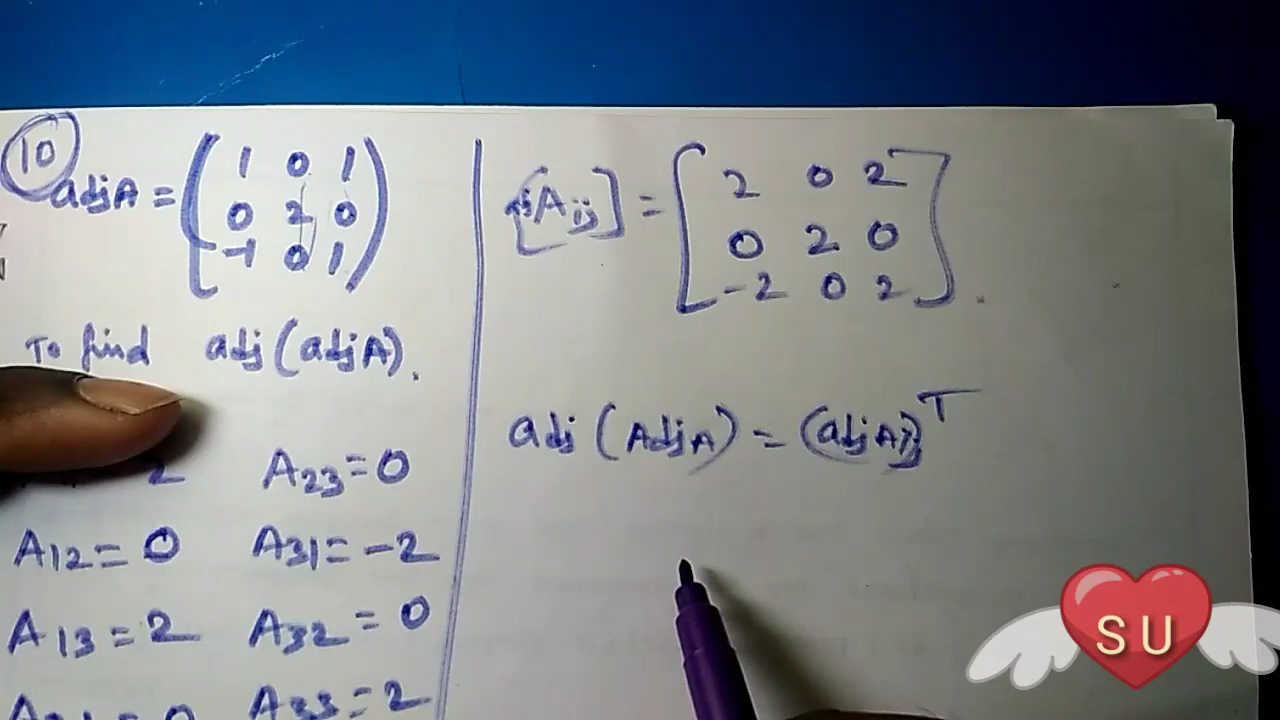 10
adjA = ( 1 0 1
0 2 0
-1 0 1 )
To find adj(adjA).
2 A23=0
A12=0 A31=-2
A13=2 A32=0
A33=2
[Aij] = [ 2 0 2
0 2 0
-2 0 2 ]
adj(AdjA) = (adjAij)T
SU